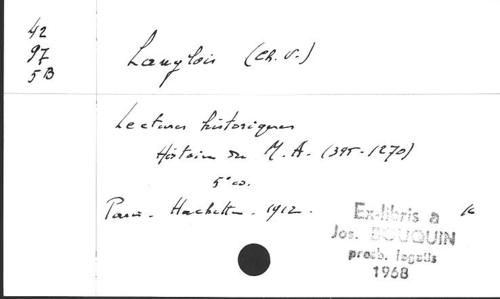 42
97
5B
Langlois (Ch. V.)
Lectures historiques
Histoire du M.A. (395-1270)
5e éd.
Paris - Hachette - 1912.
Ex-libris a
Jos. BOUQUIN
presb. legatis
1968